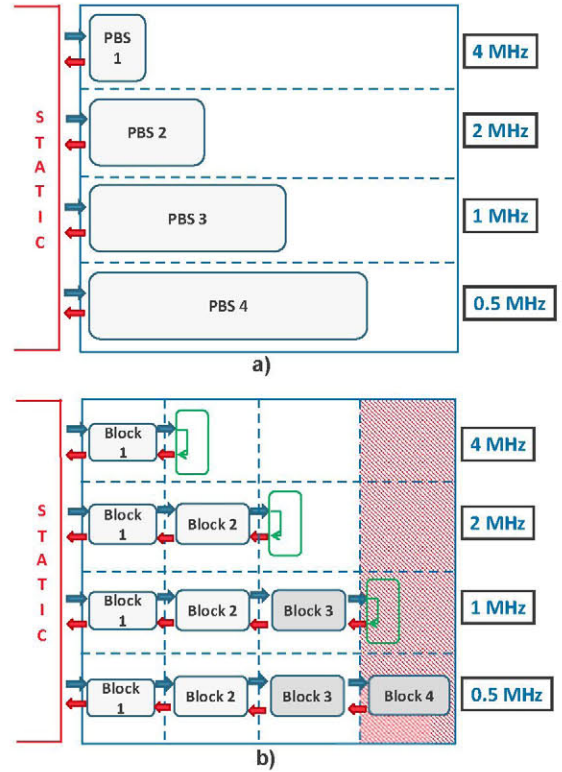 S
T
A
T
I
C
PBS
1
4 MHz
PBS 2
2 MHz
PBS 3
1 MHz
PBS 4
0.5 MHz
a)
S
T
A
T
I
C
Block
1
4 MHz
Block
1
Block 2
2 MHz
Block
1
Block 2
Block 3
1 MHz
Block
1
Block 2
Block 3
Block 4
0.5 MHz
b)